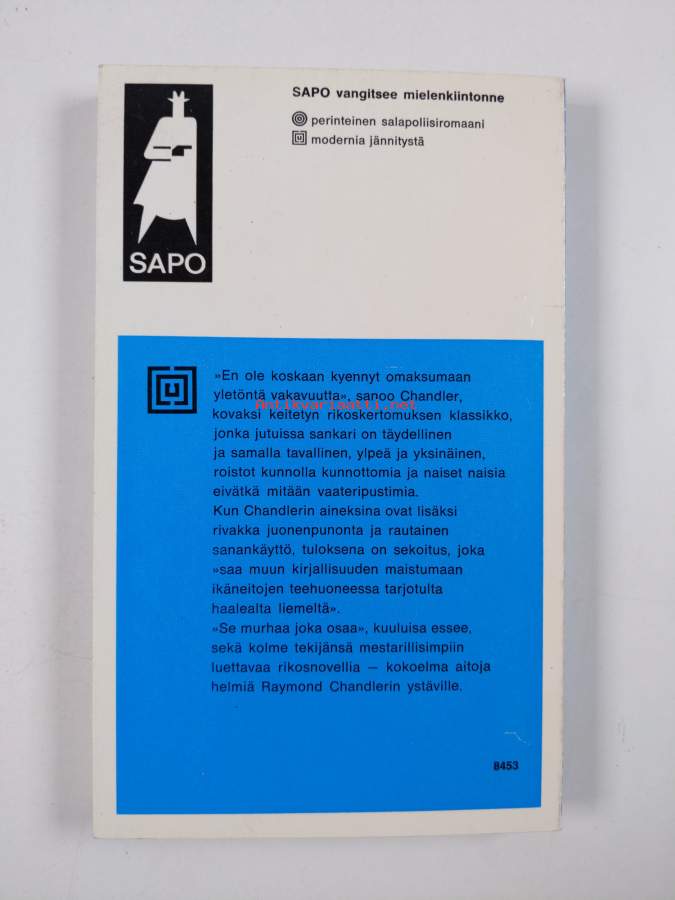 SAPO vangitsee mielenkiintonne
perinteinen salapoliisiromaani
modernia jännitystä
SAPO
»En ole koskaan kyennyt omaksumaan
yletöntä vakavuutta», sanoo Chandler,
Antikvarisatti.net
kovaksi keitetyn rikoskertomuksen klassikko,
jonka jutuissa sankari on täydellinen
ja samalla tavallinen, ylpeä ja yksinäinen,
roistot kunnolla kunnottomia ja naiset naisia
eivätkä mitään vaateripustimia.
Kun Chandlerin aineksina ovat lisäksi
rivakka juonenpunonta ja rautainen
sanankäyttö, tuloksena on sekoitus, joka
»saa muun kirjallisuuden maistumaan
ikäneitojen teehuoneessa tarjotulta
haalealta liemeltä».
»Se murhaa joka osaa», kuuluisa essee,
sekä kolme tekijänsä mestarillisimpiin
luettavaa rikosnovellia — kokoelma aitoja
helmiä Raymond Chandlerin ystäville.
8453